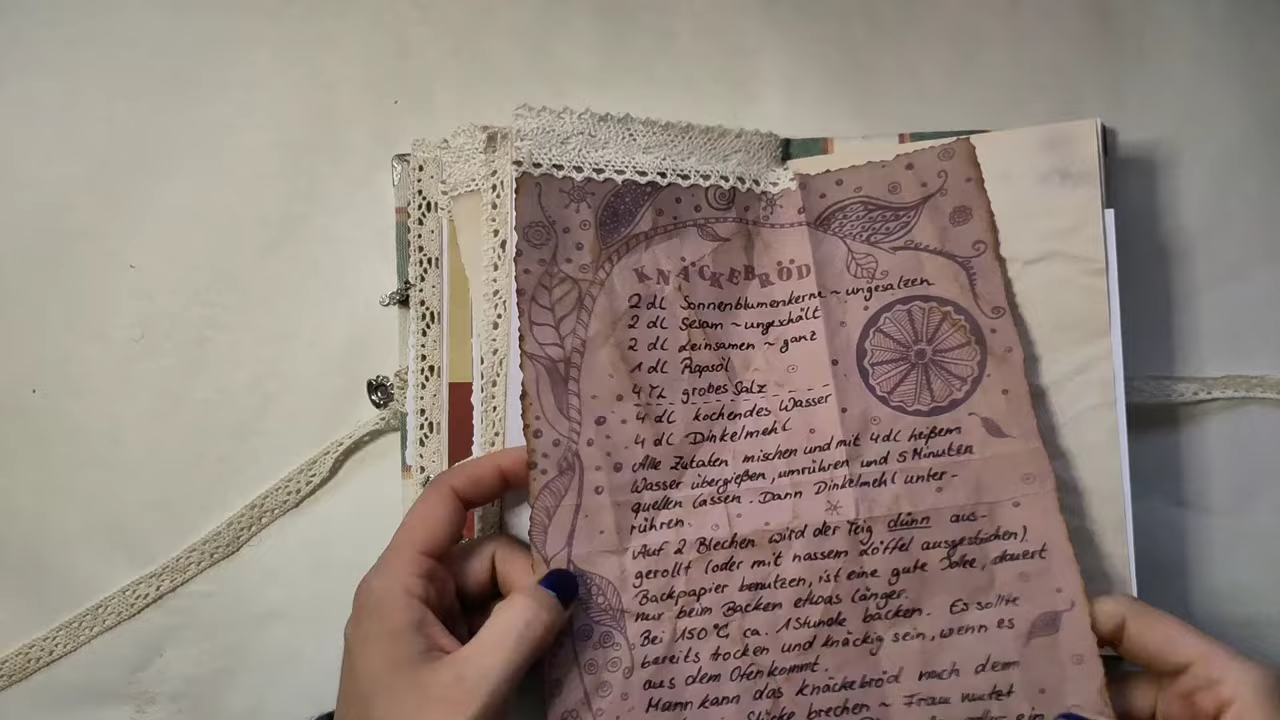 KNÄCKEBRÖD
2 dl Sonnenblumenkerne ~ ungesalzen
2 dl Sesam ~ ungeschält
2 dl Leinsamen ~ ganz
1 dl Rapsöl
4 TL grobes Salz
4 dl kochendes Wasser
4 dl Dinkelmehl
Alle Zutaten mischen und mit 4dl heißem
Wasser übergießen, umrühren und 5 Minuten
quellen lassen. Dann Dinkelmehl unter-
rühren.
Auf 2 Blechen wird der Teig dünn aus-
gerollt (oder mit nassem Löffel ausgestrichen).
Backpapier benutzen, ist eine gute Idee, dauert
nur beim Backen etwas länger.
Bei 150°C ca. 1 Stunde backen. Es sollte
bereits trocken und knäckig sein, wenn es
aus dem Ofen kommt.
Mann kann das Knäckebröd nach dem
Stücke brechen ~ Frau nutzt
ein